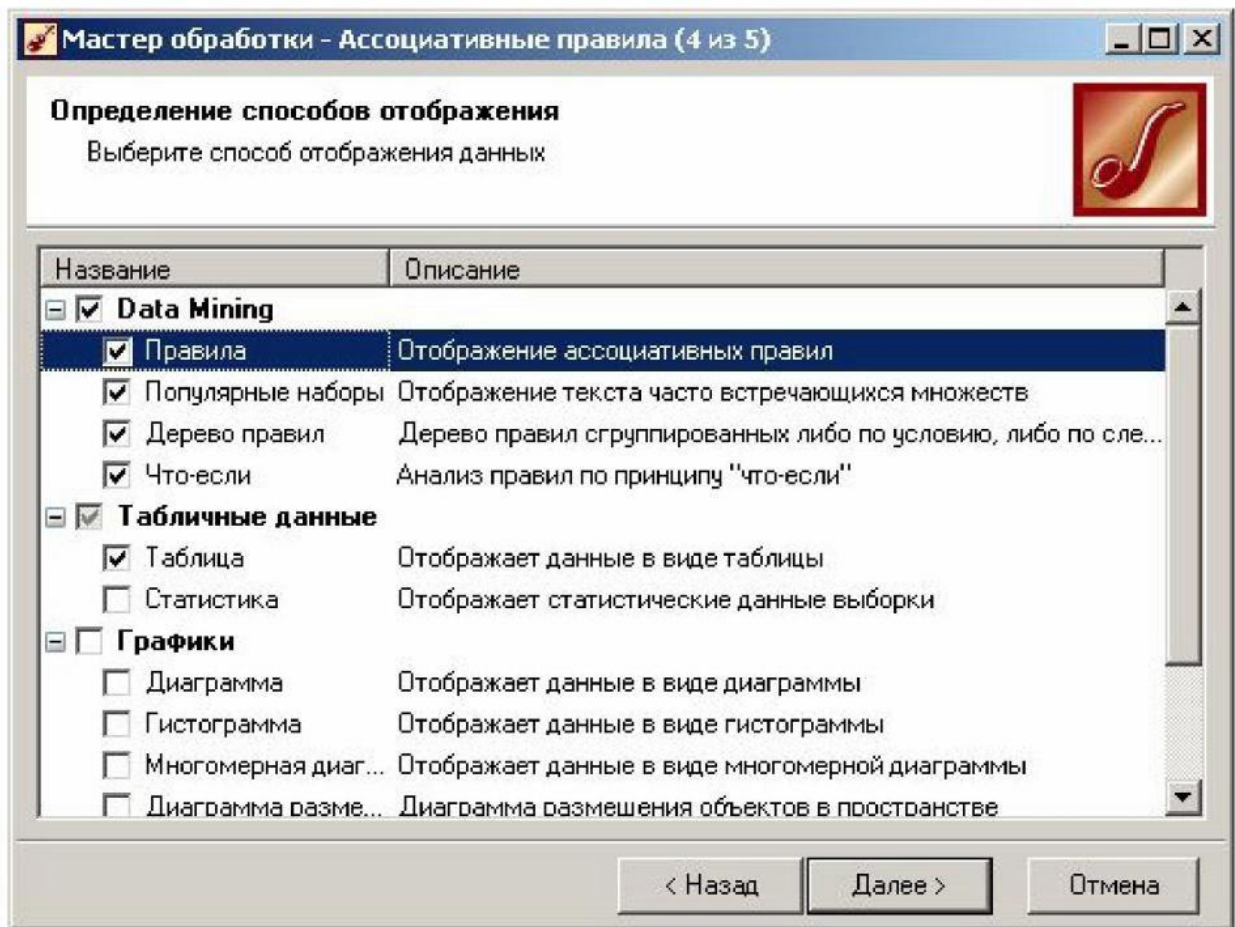 Мастер обработки - Ассоциативные правила (4 из 5)
Определение способов отображения
Выберите способ отображения данных
Название Описание
Data Mining
Правила Отображение ассоциативных правил
Популярные наборы Отображение текста часто встречающихся множеств
Дерево правил Дерево правил сгруппированных либо по условию, либо по сле...
Что-если Анализ правил по принципу "что-если"
Табличные данные
Таблица Отображает данные в виде таблицы
Статистика Отображает статистические данные выборки
Графики
Диаграмма Отображает данные в виде диаграммы
Гистограмма Отображает данные в виде гистограммы
Многомерная диаг... Отображает данные в виде многомерной диаграммы
Диаграмма разме... Диаграмма размещения объектов в пространстве
< Назад Далее > Отмена